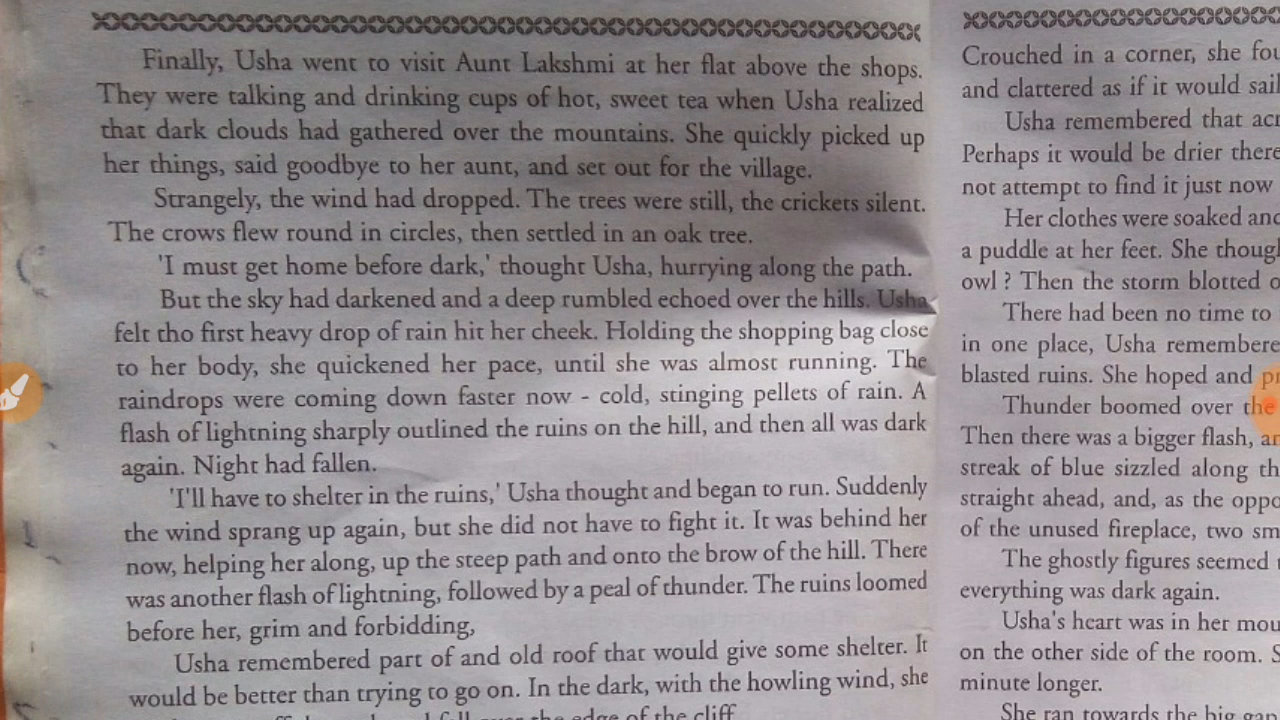 Finally, Usha went to visit Aunt Lakshmi at her flat above the shops.
They were talking and drinking cups of hot, sweet tea when Usha realized
that dark clouds had gathered over the mountains. She quickly picked up
her things, said goodbye to her aunt, and set out for the village.
Strangely, the wind had dropped. The trees were still, the crickets silent.
The crows flew round in circles, then settled in an oak tree.
'I must get home before dark,' thought Usha, hurrying along the path.
But the sky had darkened and a deep rumbled echoed over the hills. Usha
felt tho first heavy drop of rain hit her cheek. Holding the shopping bag close
to her body, she quickened her pace, until she was almost running. The
raindrops were coming down faster now - cold, stinging pellets of rain. A
flash of lightning sharply outlined the ruins on the hill, and then all was dark
again. Night had fallen.
'I'll have to shelter in the ruins,' Usha thought and began to run. Suddenly
the wind sprang up again, but she did not have to fight it. It was behind her
now, helping her along, up the steep path and onto the brow of the hill. There
was another flash of lightning, followed by a peal of thunder. The ruins loomed
before her, grim and forbidding,
Usha remembered part of and old roof that would give some shelter. It
would be better than trying to go on. In the dark, with the howling wind, she
fall over the edge of the cliff
Crouched in a corner, she
and clattered as if it would
Usha remembered that
Perhaps it would be drier there
not attempt to find it just now
Her clothes were soaked
a puddle at her feet. She
owl ? Then the storm blotted
There had been no time to
in one place, Usha
blasted ruins. She hoped and
Thunder boomed over the
Then there was a bigger flash,
streak of blue sizzled along
straight ahead, and, as the
of the unused fireplace, two
The ghostly figures seemed
everything was dark again.
Usha's heart was in her
on the other side of the room.
minute longer.
She ran towards the big